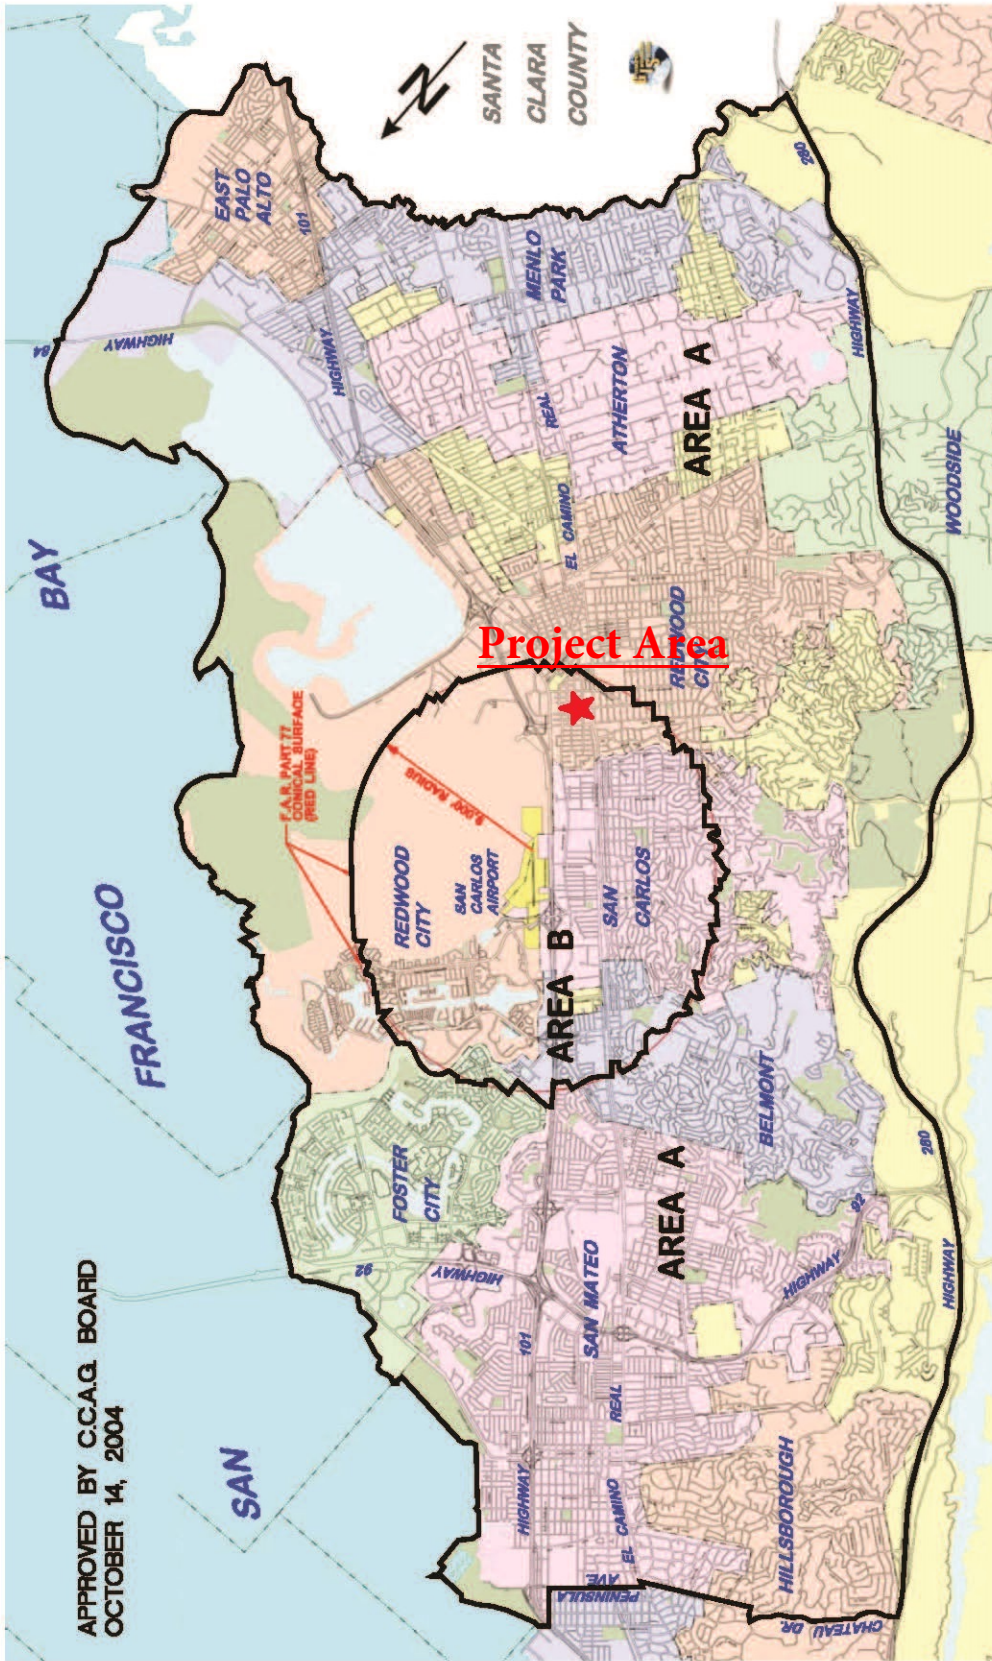 APPROVED BY C.C.A.G. BOARD
OCTOBER 14, 2004
SAN
FRANCISCO
BAY
SANTA
CLARA
COUNTY
N
EAST
PALO
ALTO
101
HIGHWAY
84
HIGHWAY
MENLO
PARK
280
HIGHWAY
ATHERTON
AREA A
REAL
EL CAMINO
WOODSIDE
Project Area
REDWOOD
CITY
F.A.R. PART 77
CONICAL SURFACE
(RED LINE)
9,000' RADIUS
REDWOOD
CITY
SAN
CARLOS
AIRPORT
SAN
CARLOS
AREA B
BELMONT
FOSTER
CITY
AREA A
92
HIGHWAY
SAN MATEO
101
HIGHWAY
92
HIGHWAY
280
HIGHWAY
REAL
EL CAMINO
HILLSBOROUGH
PENINSULA
AVE
CHATEAU DR.